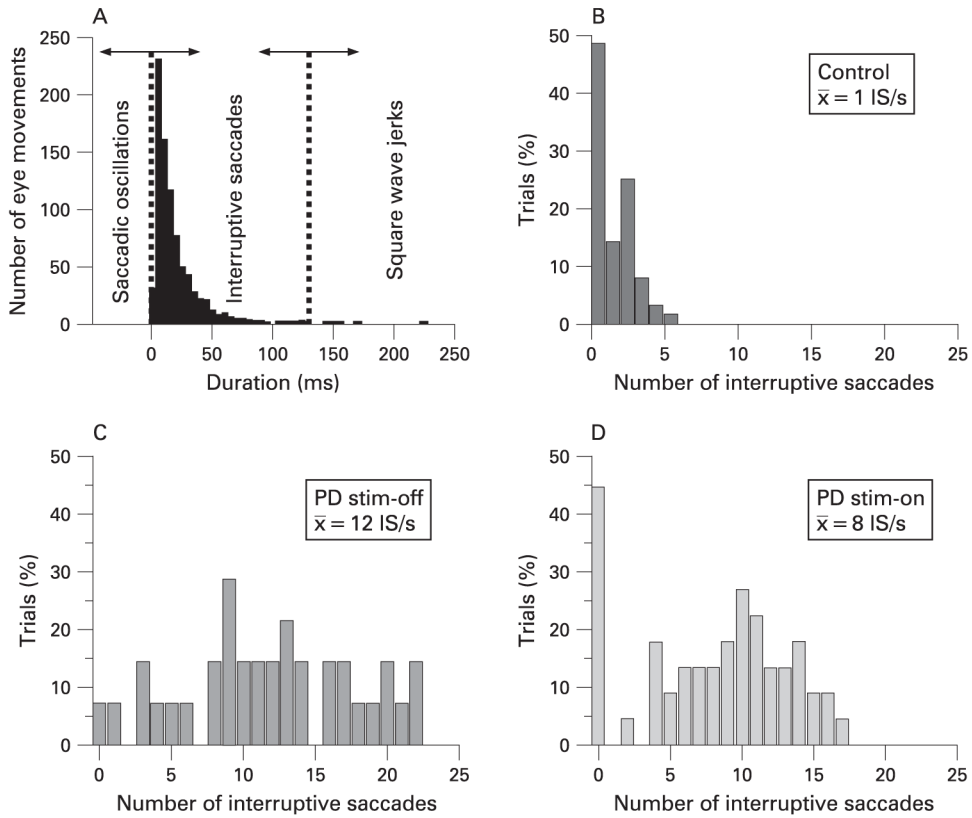 A
250
200
150
100
50
0
Number of eye movements
Saccadic oscillations
Interruptive saccades
Square wave jerks
0 50 100 150 200 250
Duration (ms)
B
50
40
30
20
10
0
Trials (%)
Control
x̅ = 1 IS/s
0 5 10 15 20 25
Number of interruptive saccades
C
50
40
30
20
10
0
Trials (%)
PD stim-off
x̅ = 12 IS/s
0 5 10 15 20 25
Number of interruptive saccades
D
50
40
30
20
10
0
Trials (%)
PD stim-on
x̅ = 8 IS/s
0 5 10 15 20 25
Number of interruptive saccades